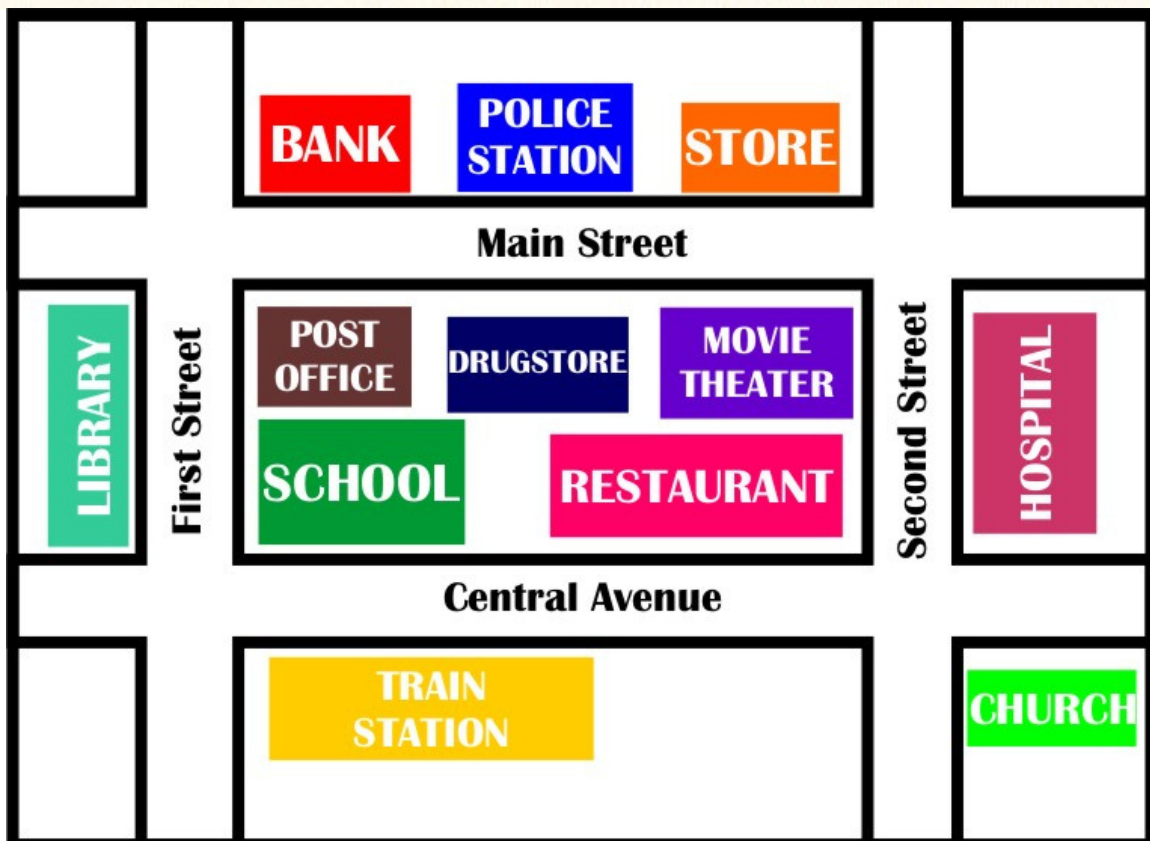 BANK
POLICE
STATION
STORE
Main Street
LIBRARY
First Street
POST
OFFICE
DRUGSTORE
MOVIE
THEATER
SCHOOL
RESTAURANT
Second Street
HOSPITAL
Central Avenue
TRAIN
STATION
CHURCH